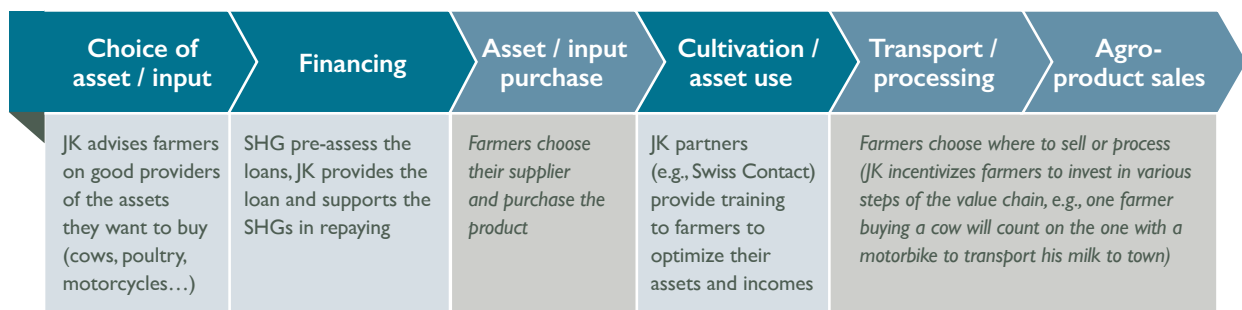 Choice of
asset / input
Financing
Asset / input
purchase
Cultivation /
asset use
Transport /
processing
Agro-
product sales
JK advises farmers
on good providers
of the assets
they want to buy
(cows, poultry,
motorcycles…)
SHG pre-assess the
loans, JK provides the
loan and supports the
SHGs in repaying
Farmers choose
their supplier
and purchase the
product
JK partners
(e.g., Swiss Contact)
provide training
to farmers to
optimize their
assets and incomes
Farmers choose where to sell or process
(JK incentivizes farmers to invest in various
steps of the value chain, e.g., one farmer
buying a cow will count on the one with a
motorbike to transport his milk to town)